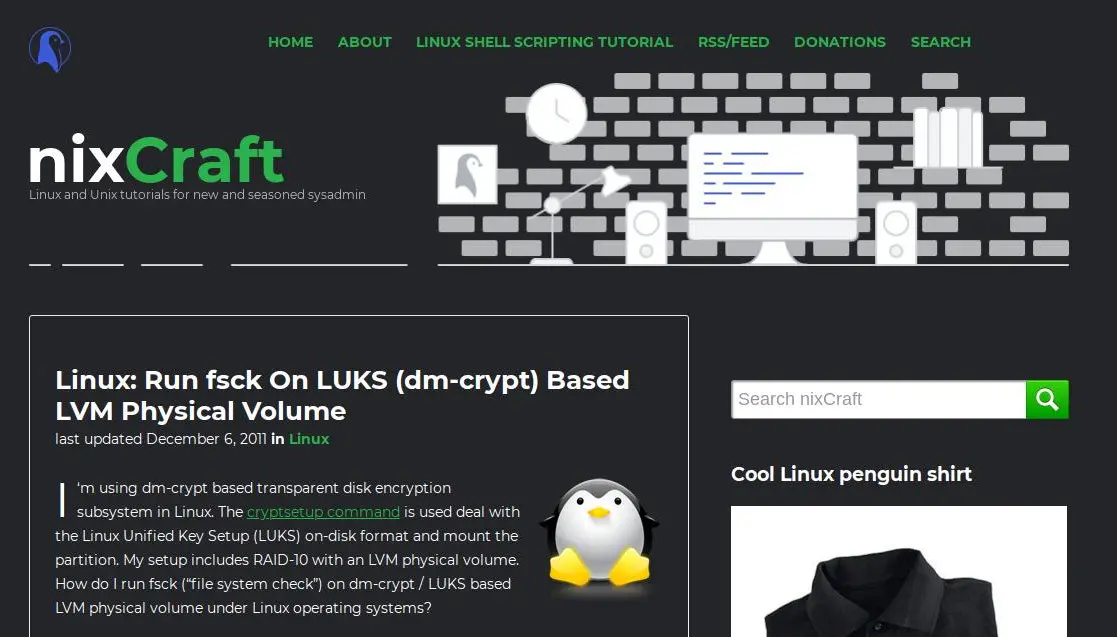 HOME ABOUT LINUX SHELL SCRIPTING TUTORIAL RSS/FEED DONATIONS SEARCH
nixCraft
Linux and Unix tutorials for new and seasoned sysadmin
Linux: Run fsck On LUKS (dm-crypt) Based
LVM Physical Volume
last updated December 6, 2011 in Linux
I ‘m using dm-crypt based transparent disk encryption
subsystem in Linux. The cryptsetup command is used deal with
the Linux Unified Key Setup (LUKS) on-disk format and mount the
partition. My setup includes RAID-10 with an LVM physical volume.
How do I run fsck (“file system check”) on dm-crypt / LUKS based
LVM physical volume under Linux operating systems?
Search nixCraft
Cool Linux penguin shirt